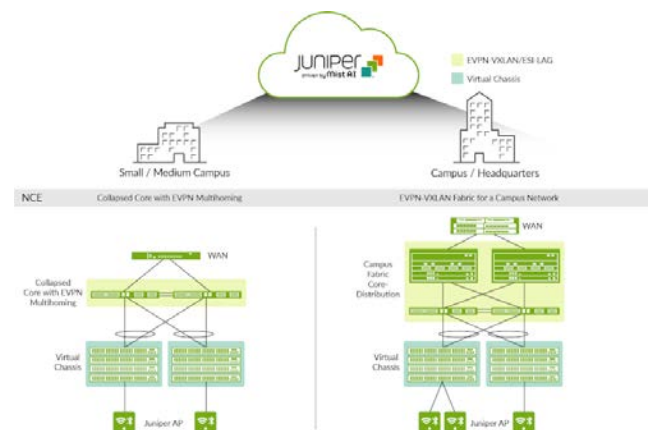 JUNIPER
driven by Mist AI
EVPN-VXLAN/ESI-LAG
Virtual Chassis
Small / Medium Campus
Campus / Headquarters
NCE
Collapsed Core with EVPN Multihoming
EVPN-VXLAN Fabric for a Campus Network
WAN
Collapsed
Core with EVPN
Multihoming
Virtual
Chassis
Juniper AP
WAN
Campus
Fabric
Core-
Distribution
Virtual
Chassis
Juniper AP